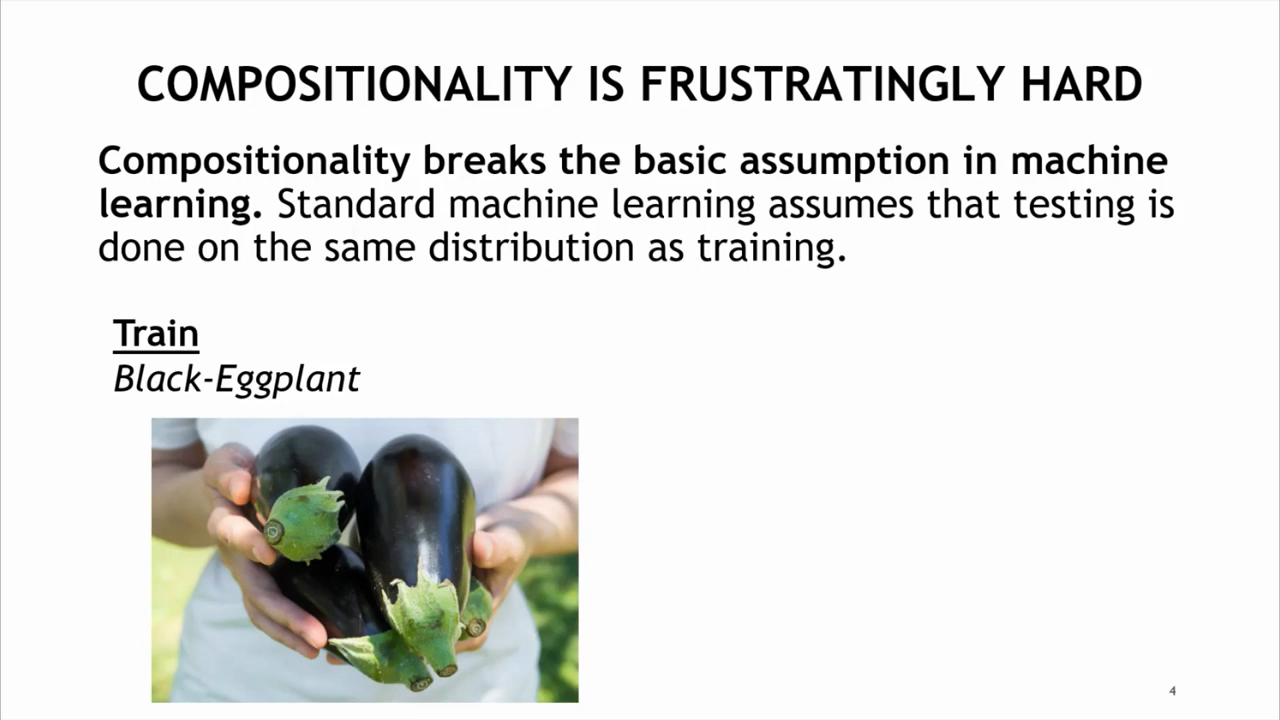 COMPOSITIONALITY IS FRUSTRATINGLY HARD
Compositionality breaks the basic assumption in machine
learning. Standard machine learning assumes that testing is
done on the same distribution as training.
Train
Black-Eggplant
4